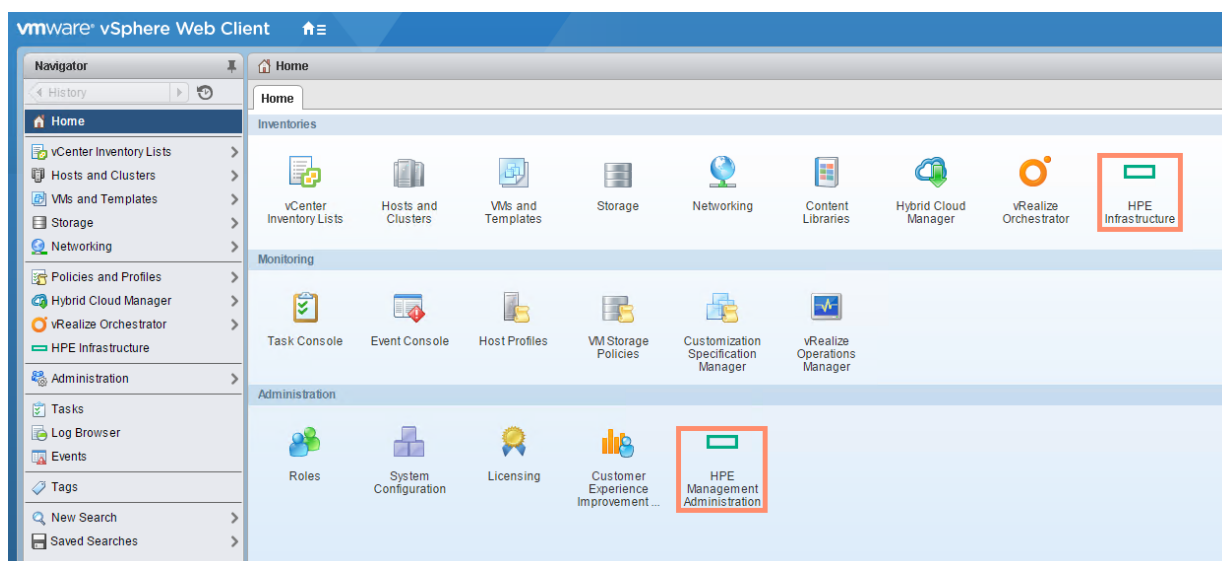 vmware® vSphere Web Client
Navigator
Home
History
Home
Home
Inventories
vCenter Inventory Lists
Hosts and Clusters
VMs and Templates
Storage
Networking
Policies and Profiles
Hybrid Cloud Manager
vRealize Orchestrator
HPE Infrastructure
Administration
Tasks
Log Browser
Events
Tags
New Search
Saved Searches
vCenter
Inventory Lists
Hosts and
Clusters
VMs and
Templates
Storage
Networking
Content
Libraries
Hybrid Cloud
Manager
vRealize
Orchestrator
HPE
Infrastructure
Monitoring
Task Console
Event Console
Host Profiles
VM Storage
Policies
Customization
Specification
Manager
vRealize
Operations
Manager
Administration
Roles
System
Configuration
Licensing
Customer
Experience
Improvement ...
HPE
Management
Administration